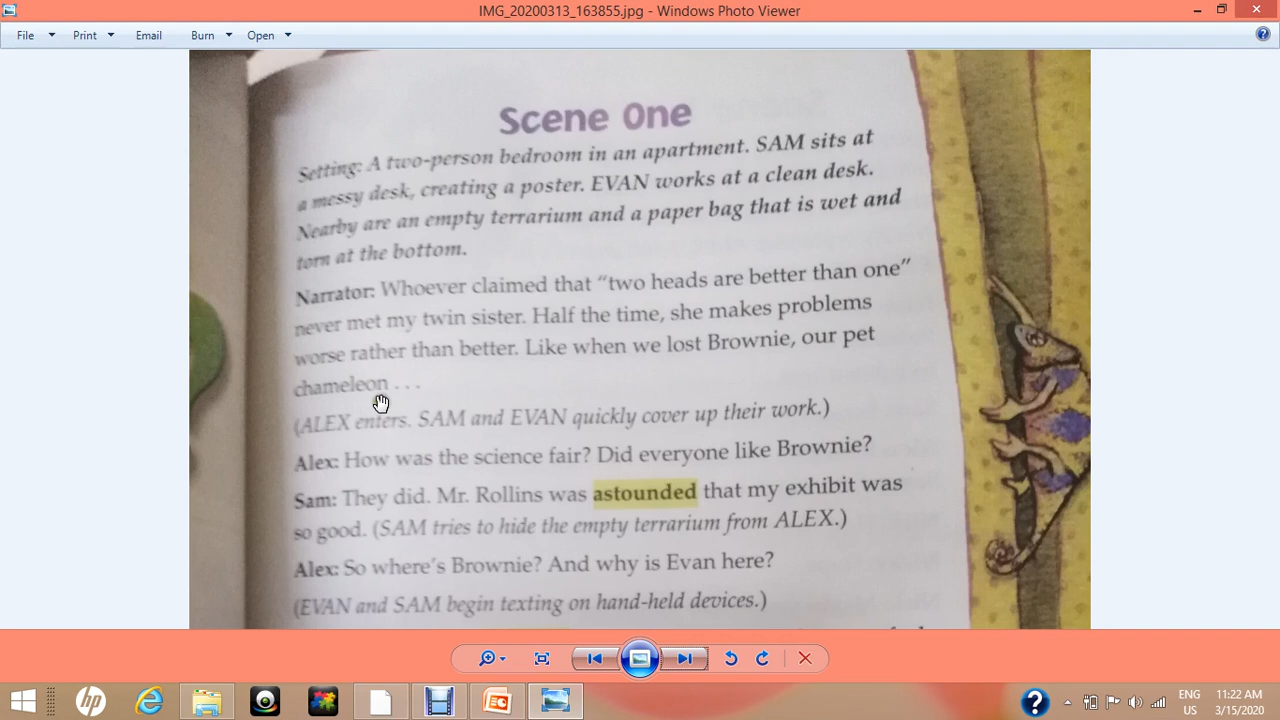 IMG_20200313_163855.jpg - Windows Photo Viewer
File Print Email Burn Open
Scene One
Setting: A two-person bedroom in an apartment. SAM sits at
a messy desk, creating a poster. EVAN works at a clean desk.
Nearby are an empty terrarium and a paper bag that is wet and
torn at the bottom.
Narrator: Whoever claimed that “two heads are better than one”
never met my twin sister. Half the time, she makes problems
worse rather than better. Like when we lost Brownie, our pet
chameleon . . .
(ALEX enters. SAM and EVAN quickly cover up their work.)
Alex: How was the science fair? Did everyone like Brownie?
Sam: They did. Mr. Rollins was astounded that my exhibit was
so good. (SAM tries to hide the empty terrarium from ALEX.)
Alex: So where's Brownie? And why is Evan here?
(EVAN and SAM begin texting on hand-held devices.)
hp
ENG
US
11:22 AM
3/15/2020